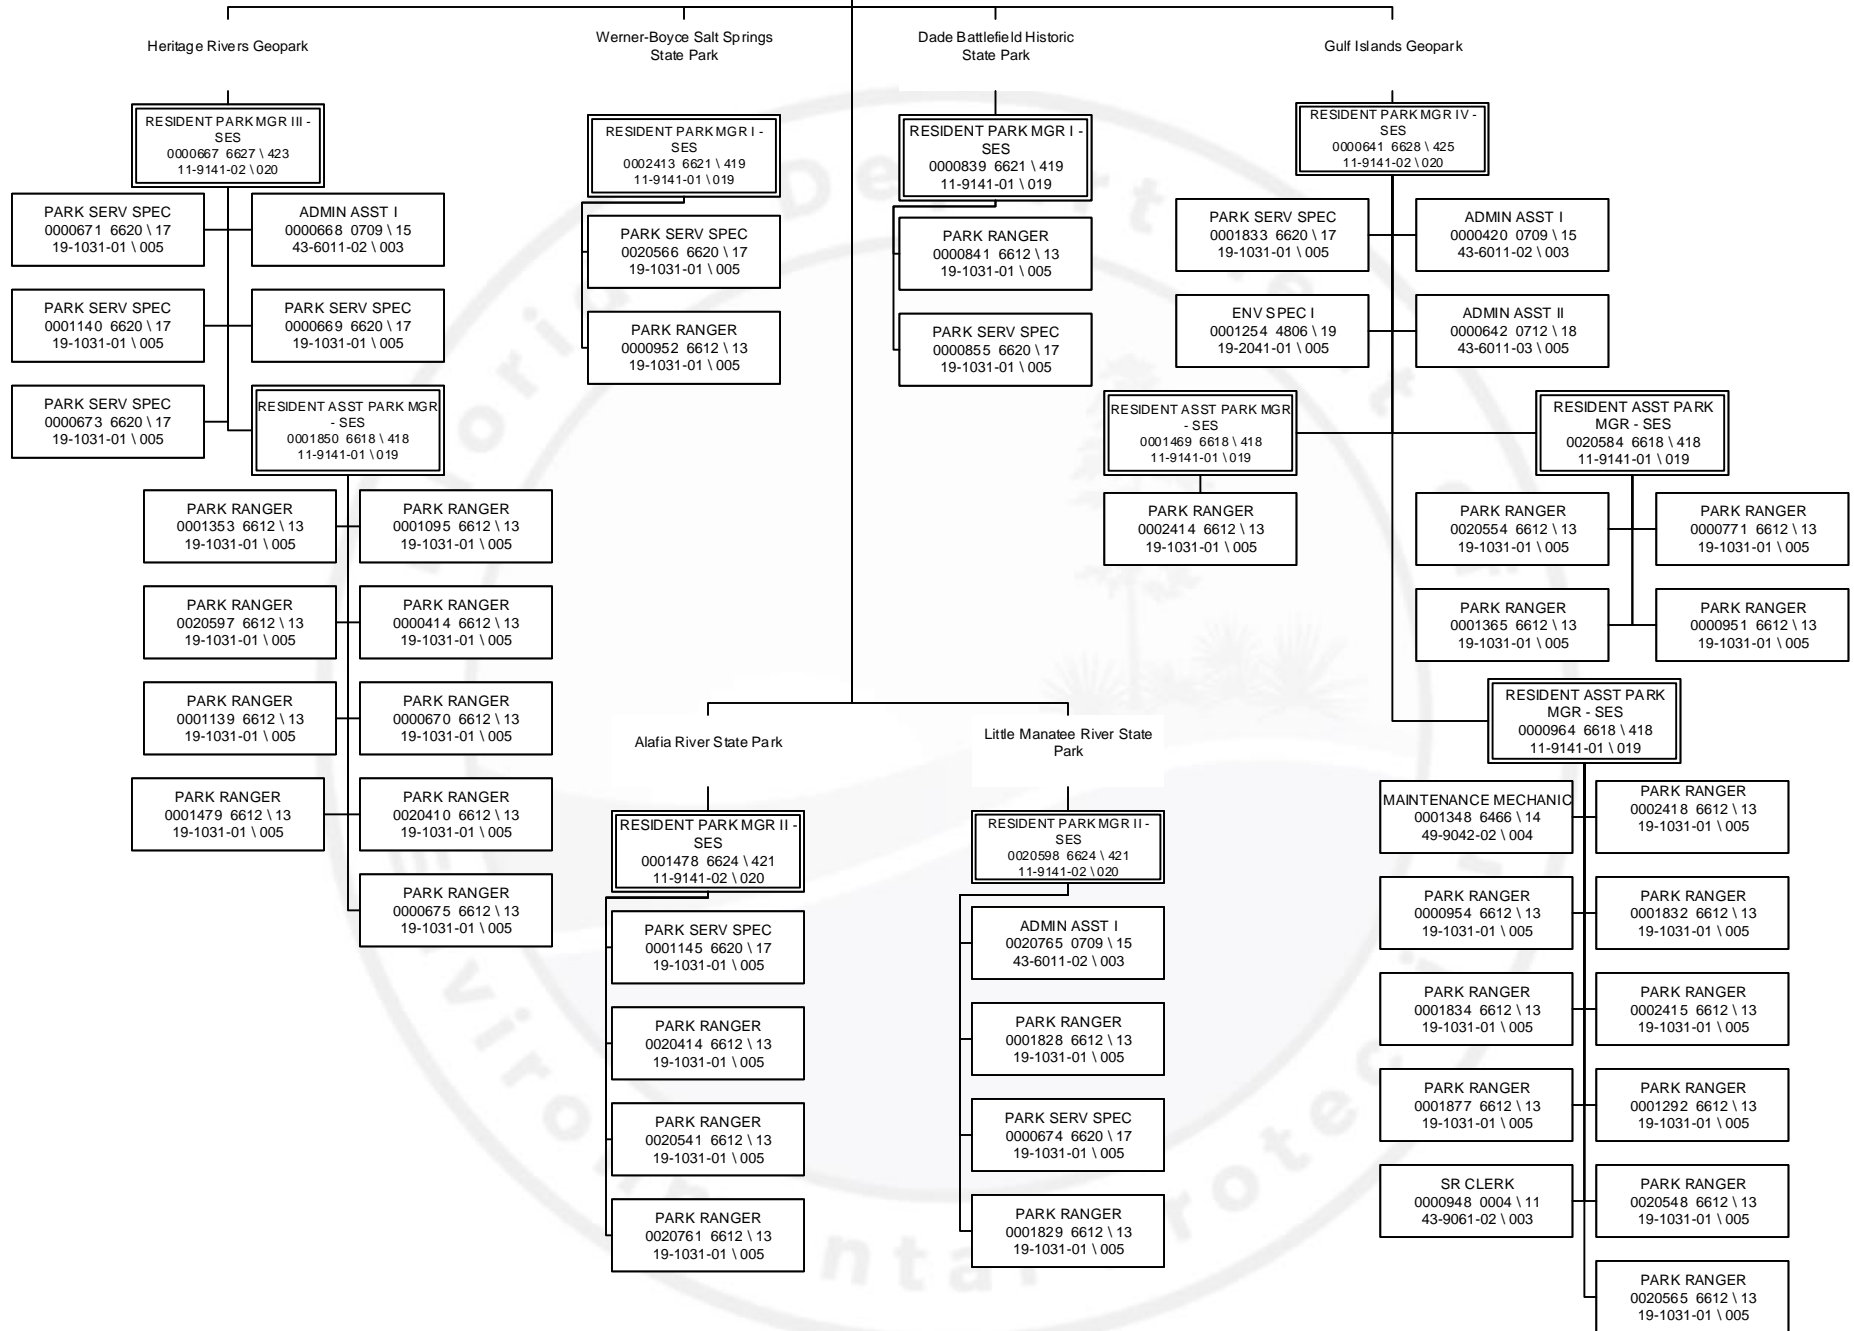 Heritage Rivers Geopark
RESIDENT PARK MGR III -
SES
0000667 6627 \ 423
11-9141-02 \ 020
PARK SERV SPEC
0000671 6620 \ 17
19-1031-01 \ 005
ADMIN ASST I
0000668 0709 \ 15
43-6011-02 \ 003
PARK SERV SPEC
0001140 6620 \ 17
19-1031-01 \ 005
PARK SERV SPEC
0000669 6620 \ 17
19-1031-01 \ 005
PARK SERV SPEC
0000673 6620 \ 17
19-1031-01 \ 005
RESIDENT ASST PARK MGR
- SES
0001850 6618 \ 418
11-9141-01 \ 019
PARK RANGER
0001353 6612 \ 13
19-1031-01 \ 005
PARK RANGER
0001095 6612 \ 13
19-1031-01 \ 005
PARK RANGER
0020597 6612 \ 13
19-1031-01 \ 005
PARK RANGER
0000414 6612 \ 13
19-1031-01 \ 005
PARK RANGER
0001139 6612 \ 13
19-1031-01 \ 005
PARK RANGER
0000670 6612 \ 13
19-1031-01 \ 005
PARK RANGER
0001479 6612 \ 13
19-1031-01 \ 005
PARK RANGER
0020410 6612 \ 13
19-1031-01 \ 005
PARK RANGER
0000675 6612 \ 13
19-1031-01 \ 005
Werner-Boyce Salt Springs
State Park
RESIDENT PARK MGR I -
SES
0002413 6621 \ 419
11-9141-01 \ 019
PARK SERV SPEC
0020566 6620 \ 17
19-1031-01 \ 005
PARK RANGER
0000952 6612 \ 13
19-1031-01 \ 005
Dade Battlefield Historic
State Park
RESIDENT PARK MGR I -
SES
0000839 6621 \ 419
11-9141-01 \ 019
PARK RANGER
0000841 6612 \ 13
19-1031-01 \ 005
PARK SERV SPEC
0000855 6620 \ 17
19-1031-01 \ 005
Gulf Islands Geopark
RESIDENT PARK MGR IV -
SES
0000641 6628 \ 425
11-9141-02 \ 020
PARK SERV SPEC
0001833 6620 \ 17
19-1031-01 \ 005
ADMIN ASST I
0000420 0709 \ 15
43-6011-02 \ 003
ENV SPEC I
0001254 4806 \ 19
19-2041-01 \ 005
ADMIN ASST II
0000642 0712 \ 18
43-6011-03 \ 005
RESIDENT ASST PARK MGR
- SES
0001469 6618 \ 418
11-9141-01 \ 019
PARK RANGER
0002414 6612 \ 13
19-1031-01 \ 005
RESIDENT ASST PARK
MGR - SES
0020584 6618 \ 418
11-9141-01 \ 019
PARK RANGER
0020554 6612 \ 13
19-1031-01 \ 005
PARK RANGER
0000771 6612 \ 13
19-1031-01 \ 005
PARK RANGER
0001365 6612 \ 13
19-1031-01 \ 005
PARK RANGER
0000951 6612 \ 13
19-1031-01 \ 005
RESIDENT ASST PARK
MGR - SES
0000964 6618 \ 418
11-9141-01 \ 019
MAINTENANCE MECHANIC
0001348 6466 \ 14
49-9042-02 \ 004
PARK RANGER
0002418 6612 \ 13
19-1031-01 \ 005
PARK RANGER
0000954 6612 \ 13
19-1031-01 \ 005
PARK RANGER
0001832 6612 \ 13
19-1031-01 \ 005
PARK RANGER
0001834 6612 \ 13
19-1031-01 \ 005
PARK RANGER
0002415 6612 \ 13
19-1031-01 \ 005
PARK RANGER
0001877 6612 \ 13
19-1031-01 \ 005
PARK RANGER
0001292 6612 \ 13
19-1031-01 \ 005
SR CLERK
0000948 0004 \ 11
43-9061-02 \ 003
PARK RANGER
0020548 6612 \ 13
19-1031-01 \ 005
PARK RANGER
0020565 6612 \ 13
19-1031-01 \ 005
Alafia River State Park
RESIDENT PARK MGR II -
SES
0001478 6624 \ 421
11-9141-02 \ 020
PARK SERV SPEC
0001145 6620 \ 17
19-1031-01 \ 005
PARK RANGER
0020414 6612 \ 13
19-1031-01 \ 005
PARK RANGER
0020541 6612 \ 13
19-1031-01 \ 005
PARK RANGER
0020761 6612 \ 13
19-1031-01 \ 005
Little Manatee River State
Park
RESIDENT PARK MGR II -
SES
0020598 6624 \ 421
11-9141-02 \ 020
ADMIN ASST I
0020765 0709 \ 15
43-6011-02 \ 003
PARK RANGER
0001828 6612 \ 13
19-1031-01 \ 005
PARK SERV SPEC
0000674 6620 \ 17
19-1031-01 \ 005
PARK RANGER
0001829 6612 \ 13
19-1031-01 \ 005